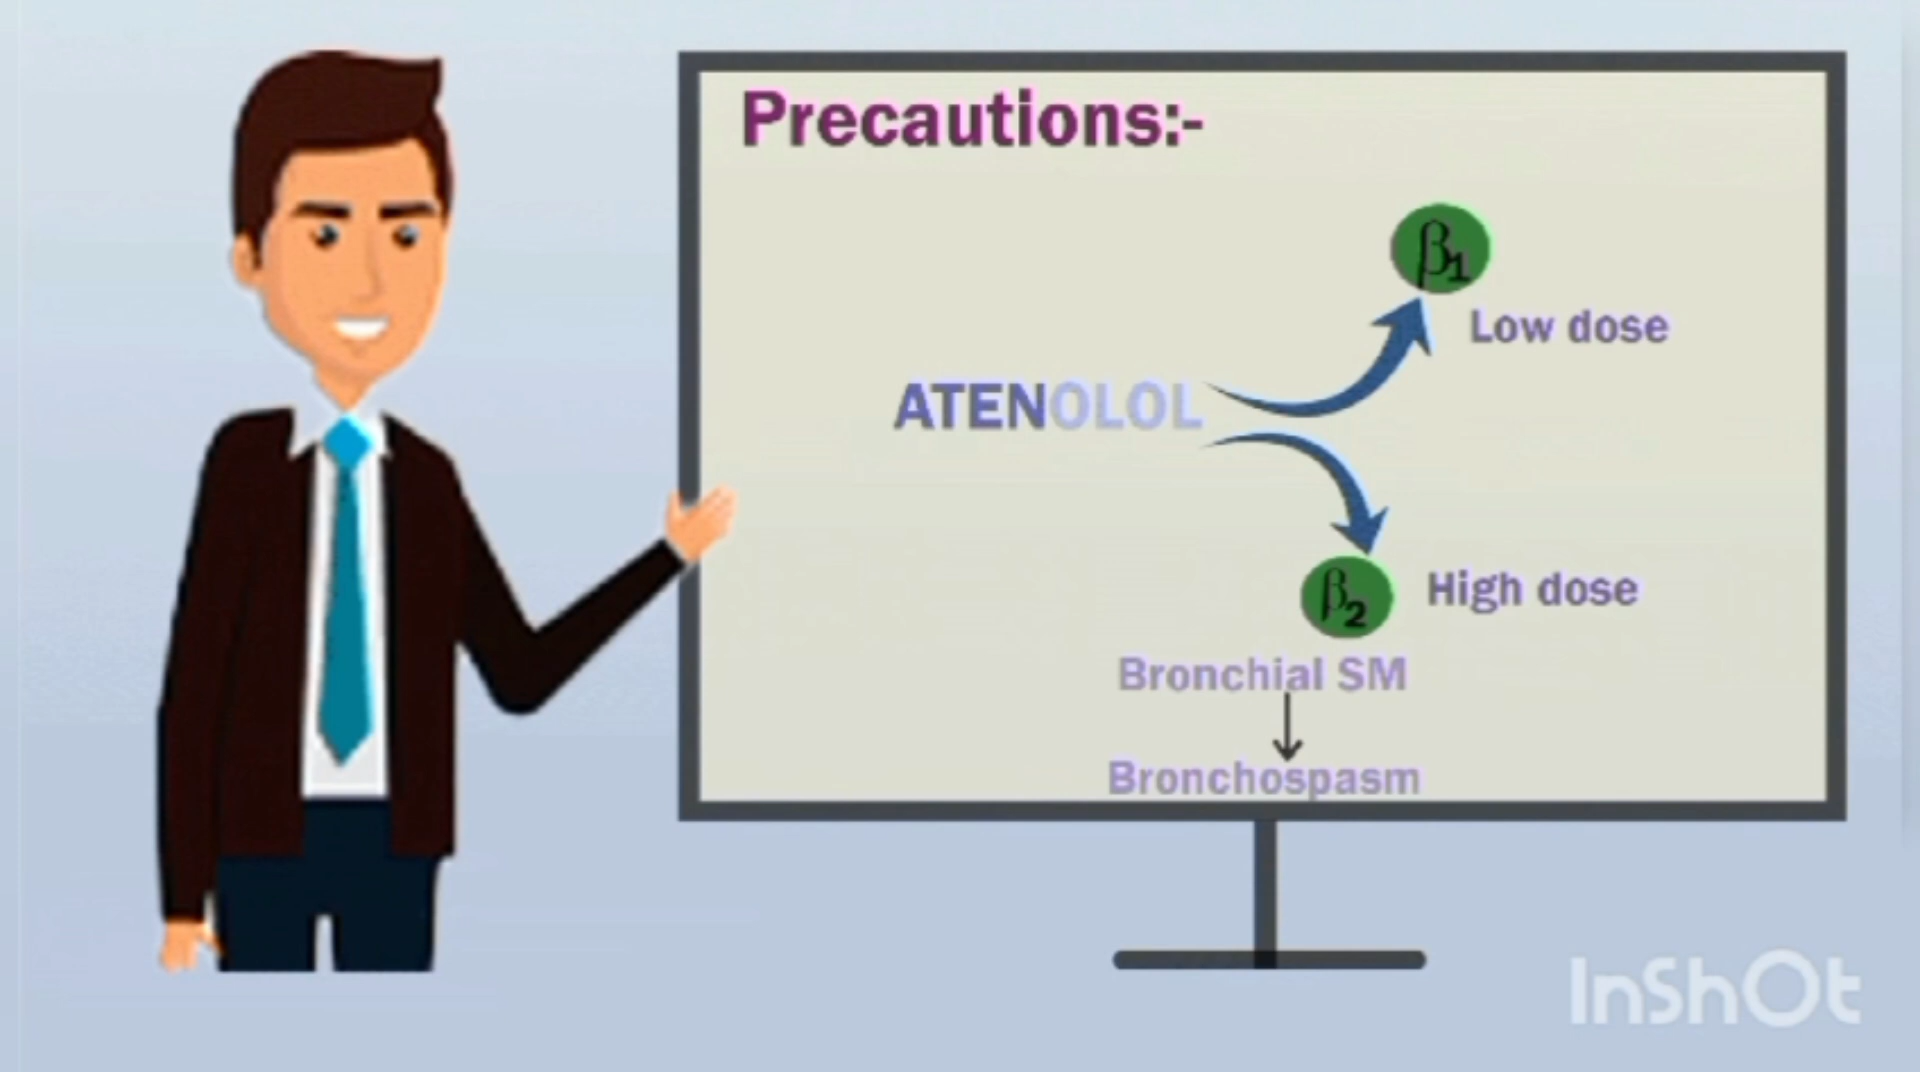 Precautions:-
β1
Low dose
ATENOLOL
β2
High dose
Bronchial SM
Bronchospasm
InShOt